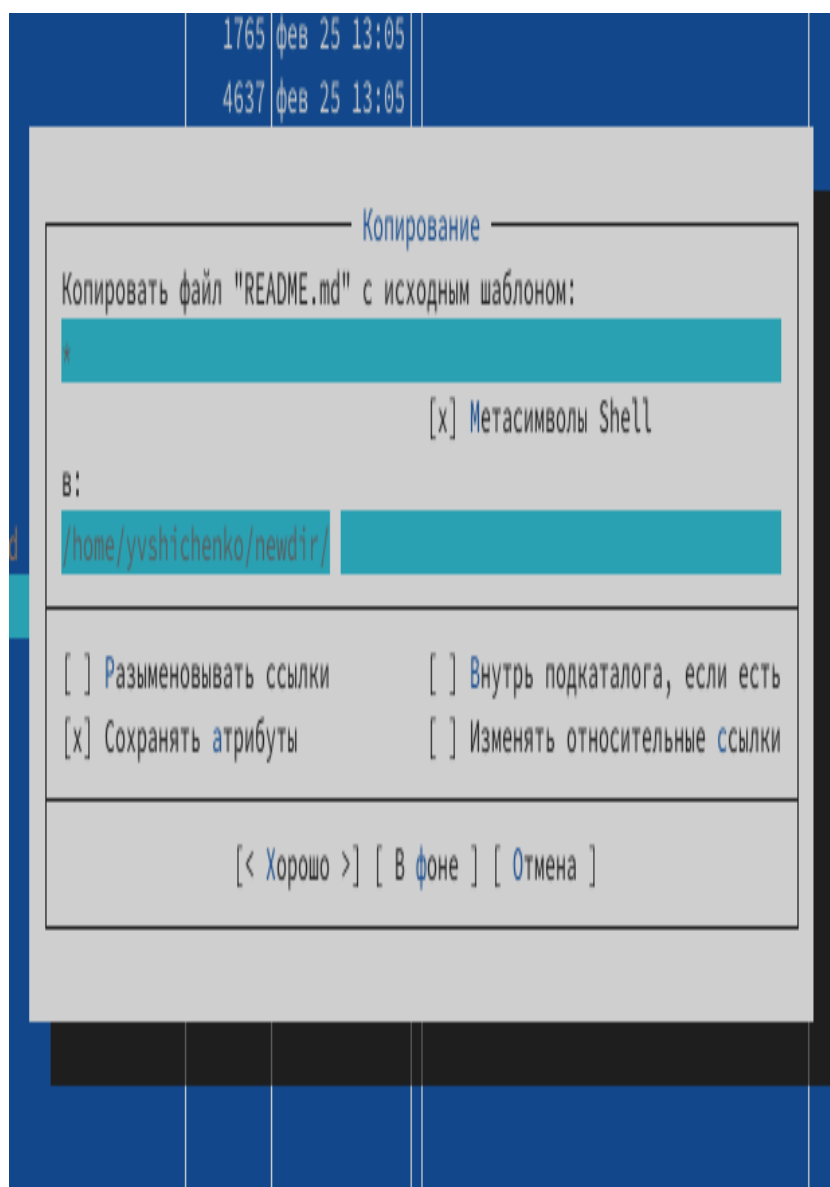 1765 фев 25 13:05
4637 фев 25 13:05
Копирование
Копировать файл "README.md" с исходным шаблоном:
*
[x] Метасимволы Shell
в:
/home/yvshichenko/newdir/
d
[ ] Разыменовывать ссылки [ ] Внутрь подкаталога, если есть
[x] Сохранять атрибуты [ ] Изменять относительные ссылки
[< Хорошо >] [ В фоне ] [ Отмена ]